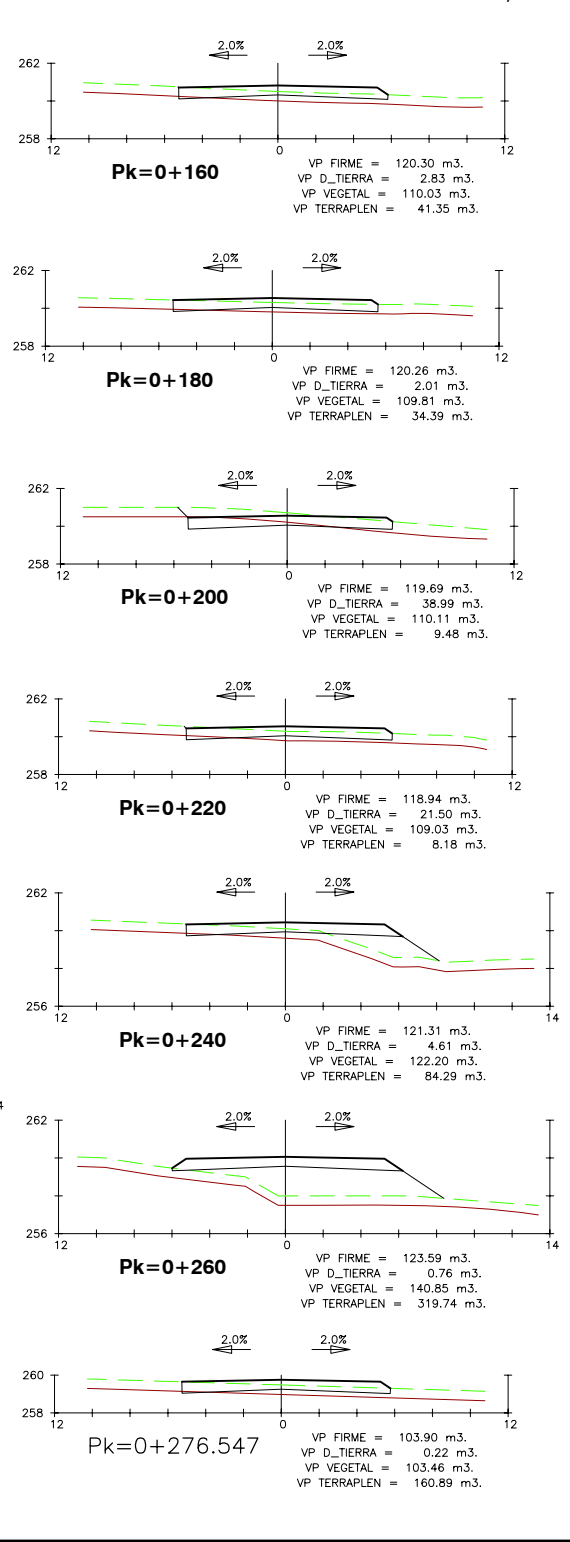 2.0% 2.0%
262
258
12 0 12
Pk=0+160
VP FIRME = 120.30 m3.
VP D_TIERRA = 2.83 m3.
VP VEGETAL = 110.03 m3.
VP TERRAPLEN = 41.35 m3.
2.0% 2.0%
262
258
12 0 12
Pk=0+180
VP FIRME = 120.26 m3.
VP D_TIERRA = 2.01 m3.
VP VEGETAL = 109.81 m3.
VP TERRAPLEN = 34.39 m3.
2.0% 2.0%
262
258
12 0 12
Pk=0+200
VP FIRME = 119.69 m3.
VP D_TIERRA = 38.99 m3.
VP VEGETAL = 110.11 m3.
VP TERRAPLEN = 9.48 m3.
2.0% 2.0%
262
258
12 0 12
Pk=0+220
VP FIRME = 118.94 m3.
VP D_TIERRA = 21.50 m3.
VP VEGETAL = 109.03 m3.
VP TERRAPLEN = 8.18 m3.
2.0% 2.0%
262
256
12 0 14
Pk=0+240
VP FIRME = 121.31 m3.
VP D_TIERRA = 4.61 m3.
VP VEGETAL = 122.20 m3.
VP TERRAPLEN = 84.29 m3.
4
2.0% 2.0%
262
256
12 0 14
Pk=0+260
VP FIRME = 123.59 m3.
VP D_TIERRA = 0.76 m3.
VP VEGETAL = 140.85 m3.
VP TERRAPLEN = 319.74 m3.
2.0% 2.0%
260
258
12 0 12
Pk=0+276.547
VP FIRME = 103.90 m3.
VP D_TIERRA = 0.22 m3.
VP VEGETAL = 103.46 m3.
VP TERRAPLEN = 160.89 m3.